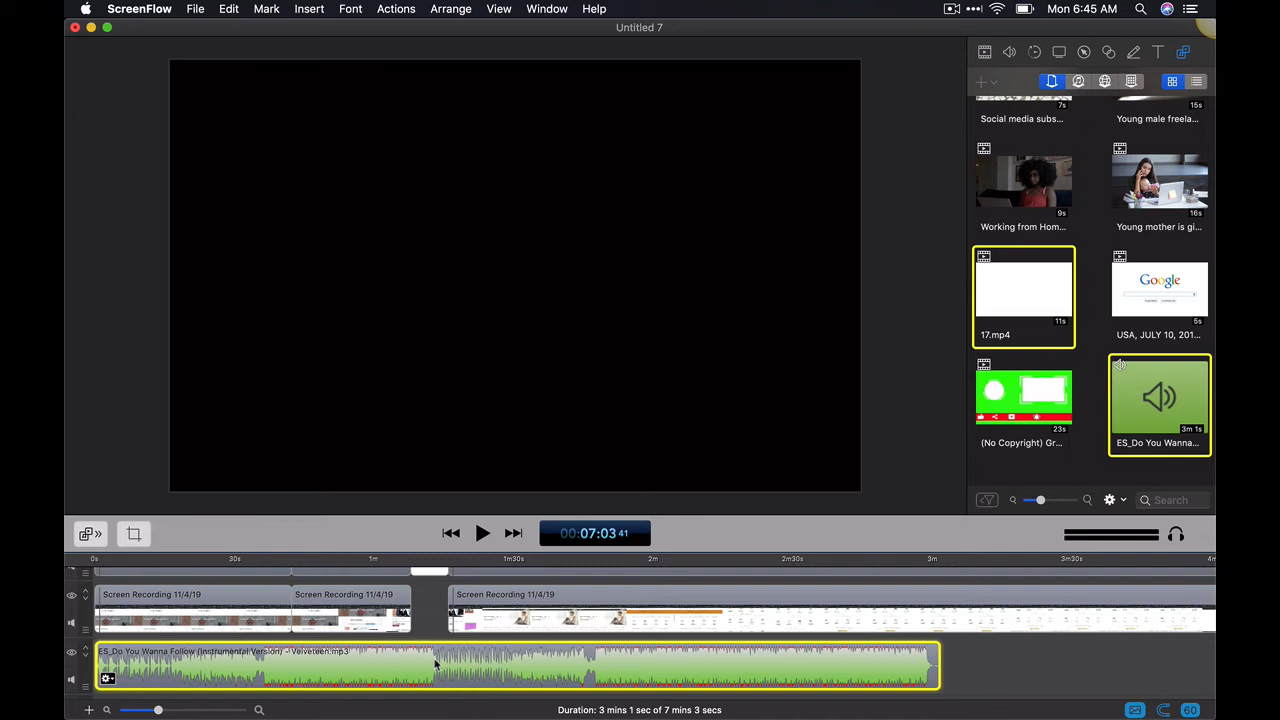 ScreenFlow File Edit Mark Insert Font Actions Arrange View Window Help Mon 6:45 AM
Untitled 7
7s 15s
Social media subs... Young male freela...
9s 16s
Working from Hom... Young mother is gi...
Google
11s 5s
17.mp4 USA, JULY 10, 201...
23s 3m 1s
(No Copyright) Gr... ES_Do You Wanna...
Search
00:07:03 41
0s 30s 1m 1m30s 2m 2m30s 3m 3m30s 4m
Screen Recording 11/4/19 Screen Recording 11/4/19 Screen Recording 11/4/19
ES_Do You Wanna Follow (Instrumental Version) - Velveteen.mp3
Duration: 3 mins 1 sec of 7 mins 3 secs 60